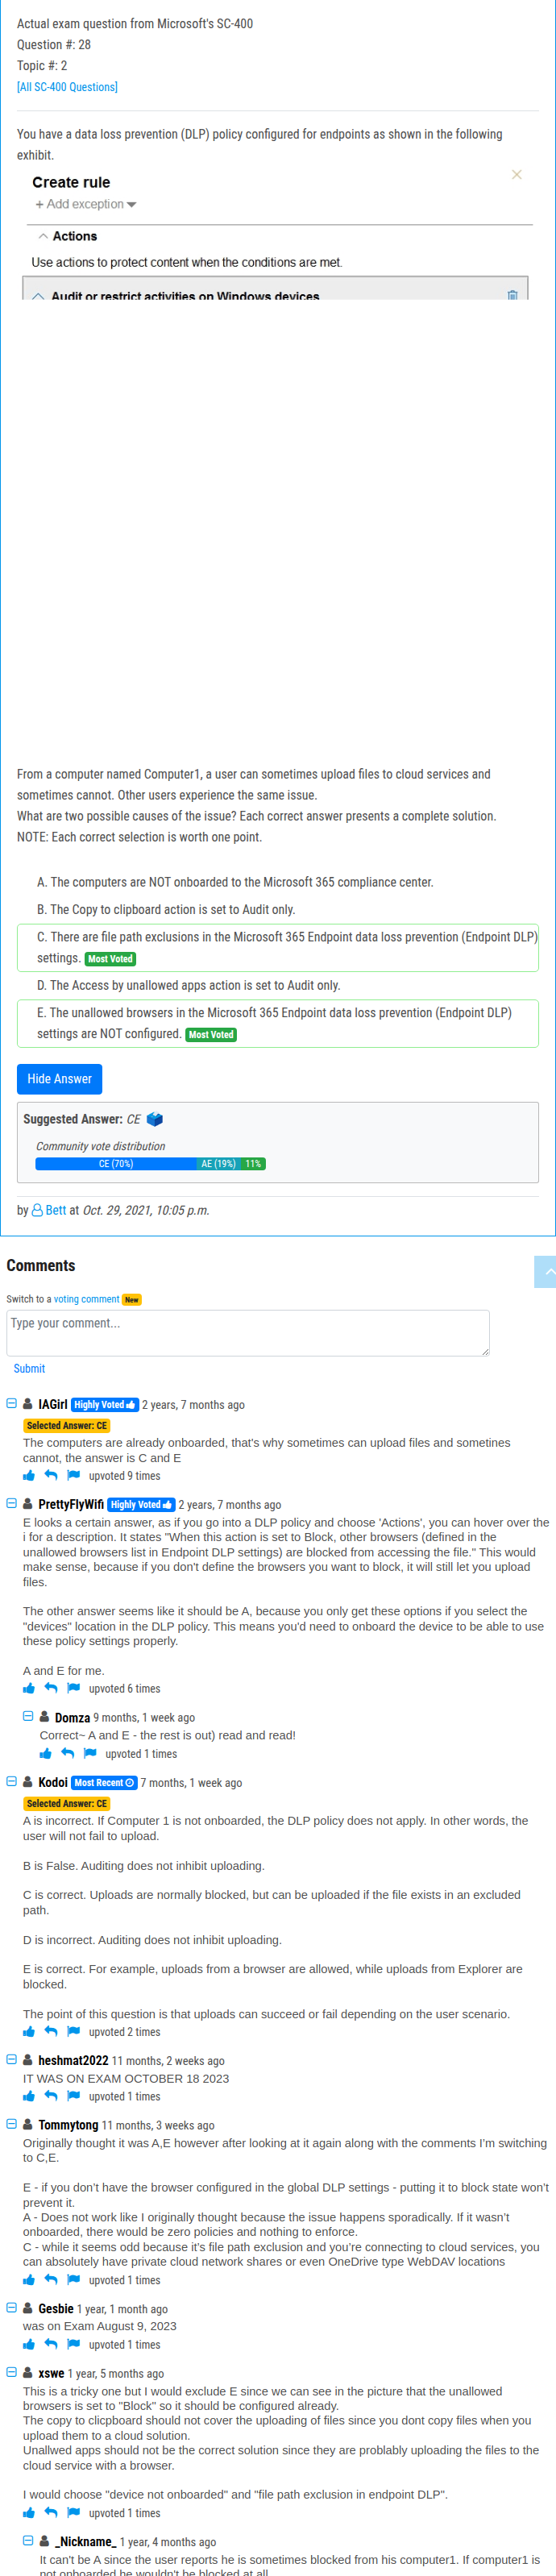 Actual exam question from Microsoft's SC-400
Question #: 28
Topic #: 2
[All SC-400 Questions]
You have a data loss prevention (DLP) policy configured for endpoints as shown in the following
exhibit.
Create rule
+ Add exception
Actions
Use actions to protect content when the conditions are met.
Audit or restrict activities on Windows devices
From a computer named Computer1, a user can sometimes upload files to cloud services and
sometimes cannot. Other users experience the same issue.
What are two possible causes of the issue? Each correct answer presents a complete solution.
NOTE: Each correct selection is worth one point.
A. The computers are NOT onboarded to the Microsoft 365 compliance center.
B. The Copy to clipboard action is set to Audit only.
C. There are file path exclusions in the Microsoft 365 Endpoint data loss prevention (Endpoint DLP)
settings. Most Voted
D. The Access by unallowed apps action is set to Audit only.
E. The unallowed browsers in the Microsoft 365 Endpoint data loss prevention (Endpoint DLP)
settings are NOT configured. Most Voted
Hide Answer
Suggested Answer: CE
Community vote distribution
CE (70%) AE (19%) 11%
by Bett at Oct. 29, 2021, 10:05 p.m.
Comments
Switch to a voting comment New
Type your comment...
Submit
IAGirl Highly Voted 2 years, 7 months ago
Selected Answer: CE
The computers are already onboarded, that's why sometimes can upload files and sometines
cannot, the answer is C and E
upvoted 9 times
PrettyFlyWifi Highly Voted 2 years, 7 months ago
E looks a certain answer, as if you go into a DLP policy and choose 'Actions', you can hover over the
i for a description. It states "When this action is set to Block, other browsers (defined in the
unallowed browsers list in Endpoint DLP settings) are blocked from accessing the file." This would
make sense, because if you don't define the browsers you want to block, it will still let you upload
files.
The other answer seems like it should be A, because you only get these options if you select the
"devices" location in the DLP policy. This means you'd need to onboard the device to be able to use
these policy settings properly.
A and E for me.
upvoted 6 times
Domza 9 months, 1 week ago
Correct~ A and E - the rest is out) read and read!
upvoted 1 times
Kodoi Most Recent 7 months, 1 week ago
Selected Answer: CE
A is incorrect. If Computer 1 is not onboarded, the DLP policy does not apply. In other words, the
user will not fail to upload.
B is False. Auditing does not inhibit uploading.
C is correct. Uploads are normally blocked, but can be uploaded if the file exists in an excluded
path.
D is incorrect. Auditing does not inhibit uploading.
E is correct. For example, uploads from a browser are allowed, while uploads from Explorer are
blocked.
The point of this question is that uploads can succeed or fail depending on the user scenario.
upvoted 2 times
heshmat2022 11 months, 2 weeks ago
IT WAS ON EXAM OCTOBER 18 2023
upvoted 1 times
Tommytong 11 months, 3 weeks ago
Originally thought it was A,E however after looking at it again along with the comments I'm switching
to C,E.
E - if you don't have the browser configured in the global DLP settings - putting it to block state won't
prevent it.
A - Does not work like I originally thought because the issue happens sporadically. If it wasn't
onboarded, there would be zero policies and nothing to enforce.
C - while it seems odd because it's file path exclusion and you're connecting to cloud services, you
can absolutely have private cloud network shares or even OneDrive type WebDAV locations
upvoted 1 times
Gesbie 1 year, 1 month ago
was on Exam August 9, 2023
upvoted 1 times
xswe 1 year, 5 months ago
This is a tricky one but I would exclude E since we can see in the picture that the unallowed
browsers is set to "Block" so it should be configured already.
The copy to clicpboard should not cover the uploading of files since you dont copy files when you
upload them to a cloud solution.
Unallwed apps should not be the correct solution since they are problably uploading the files to the
cloud service with a browser.
I would choose "device not onboarded" and "file path exclusion in endpoint DLP".
upvoted 1 times
_Nickname_ 1 year, 4 months ago
It can't be A since the user reports he is sometimes blocked from his computer1. If computer1 is
not onboarded he wouldn't be blocked at all